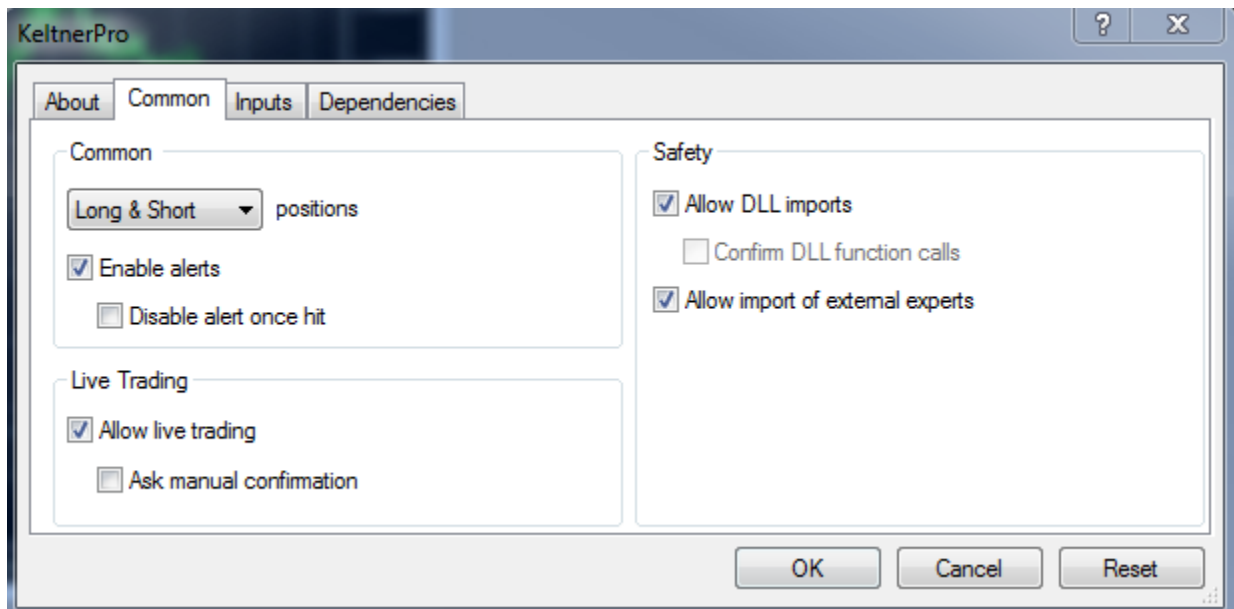 KeltnerPro
?
X
About Common Inputs Dependencies
Common
Long & Short positions
Enable alerts
Disable alert once hit
Live Trading
Allow live trading
Ask manual confirmation
Safety
Allow DLL imports
Confirm DLL function calls
Allow import of external experts
OK Cancel Reset